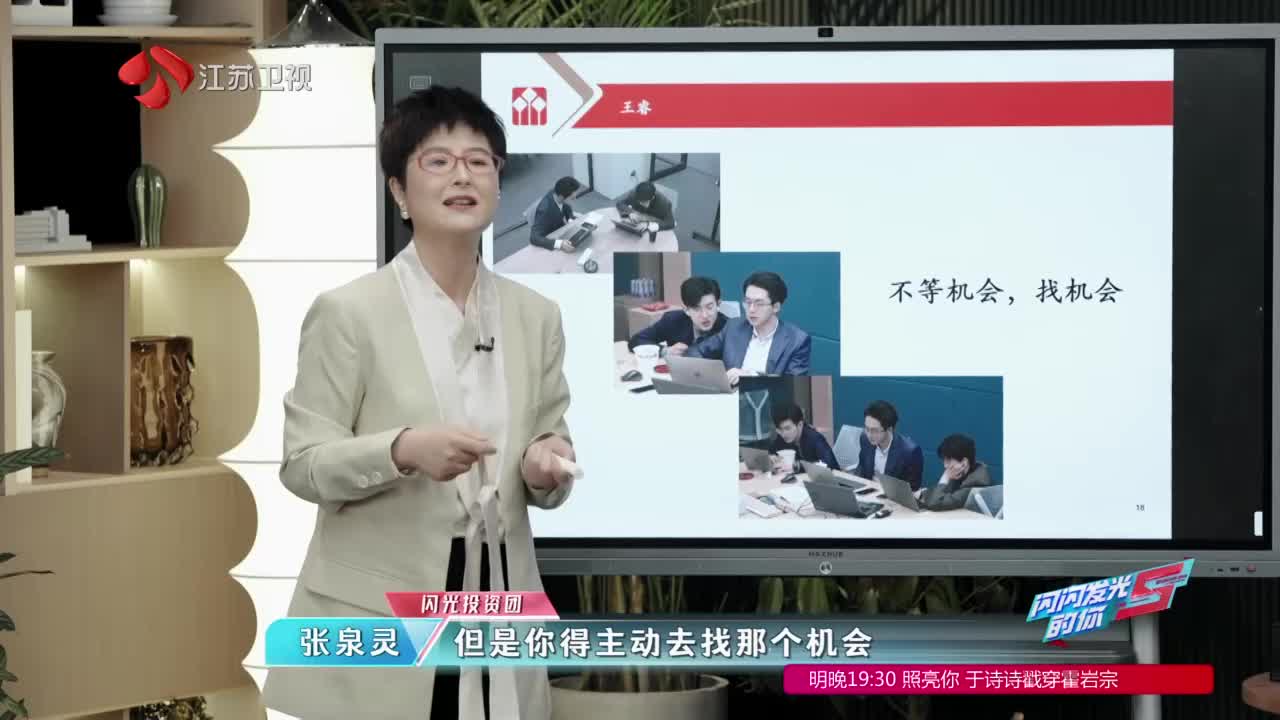 江苏卫视
王睿
不等机会，找机会
18
MAXHUB
闪光投资团
张泉灵
但是你得主动去找那个机会
闪闪发光的你5
明晚19:30 照亮你 于诗诗戳穿霍岩宗